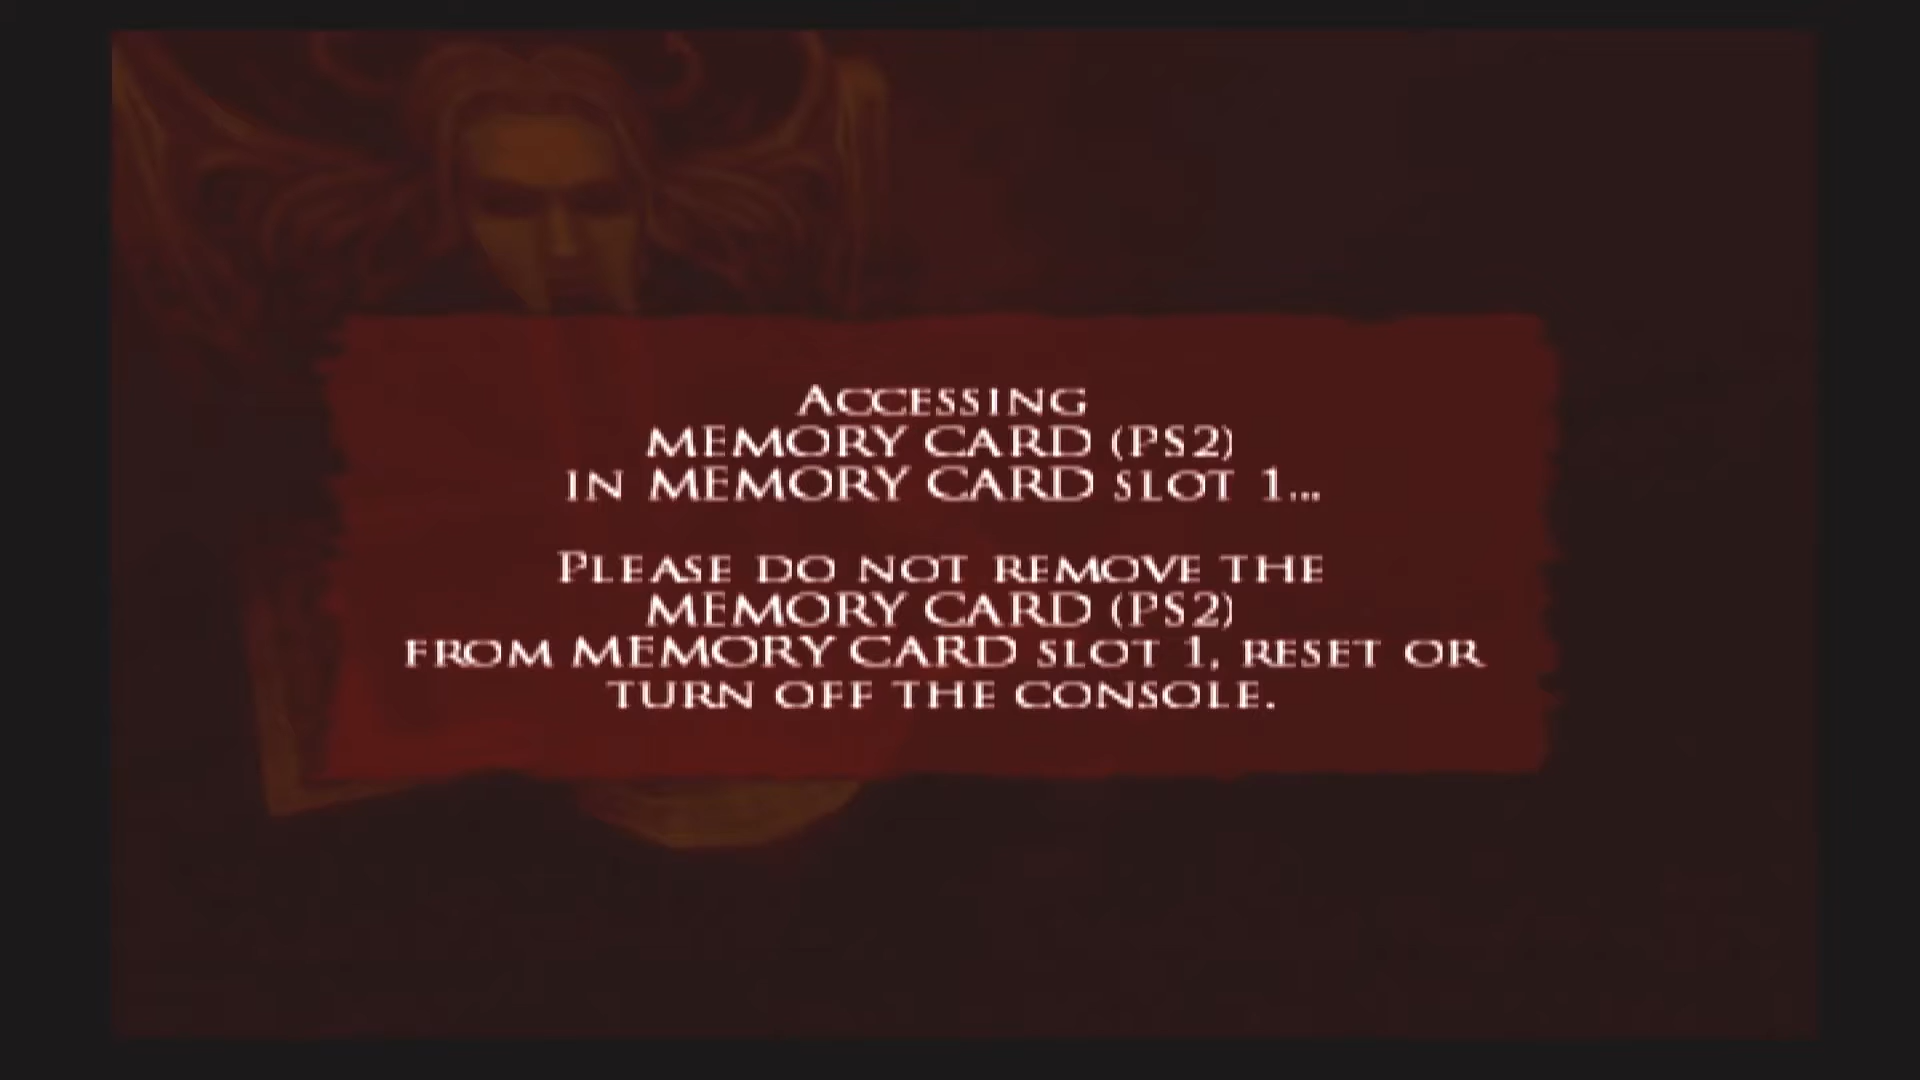 Accessing
MEMORY CARD (PS2)
in MEMORY CARD slot 1...
Please do not remove the
MEMORY CARD (PS2)
from MEMORY CARD slot 1, reset or
turn off the console.